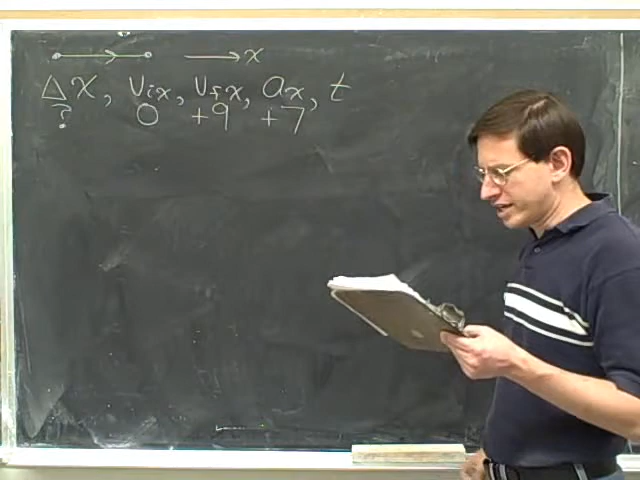 x
Δx, vix, vfx, ax, t
? 0 +9 +7